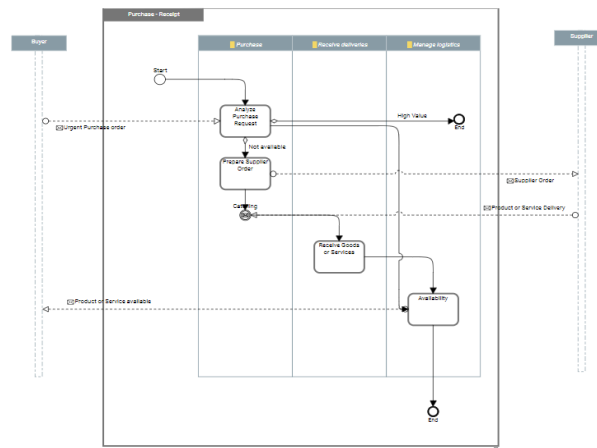 Purchase - Receipt
Buyer
Supplier
Purchase
Receive deliveries
Manage logistics
Start
Analyze
Purchase
Request
High Value
End
Urgent Purchase order
Not available
Prepare Supplier
Order
Supplier Order
Catching
Product or Service Delivery
Receive Goods
or Services
Product or Service available
Availability
End